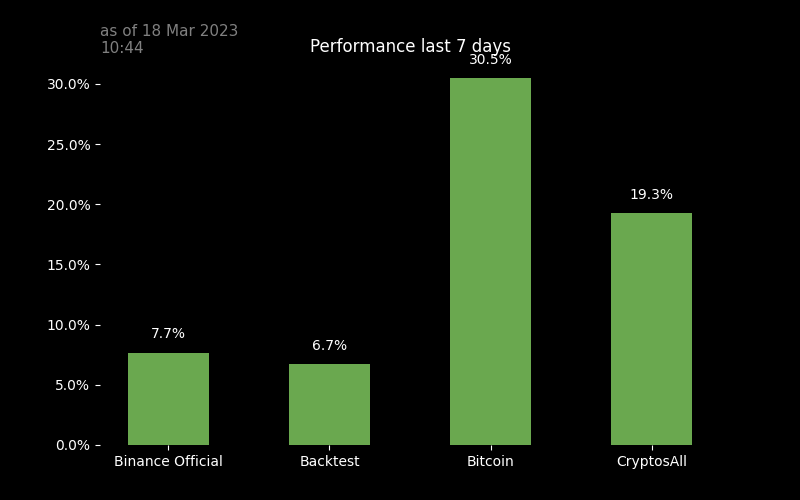 as of 18 Mar 2023
10:44
Performance last 7 days
30.5%
30.0%
25.0%
20.0%
19.3%
15.0%
10.0%
7.7%
6.7%
5.0%
0.0%
Binance Official
Backtest
Bitcoin
CryptosAll